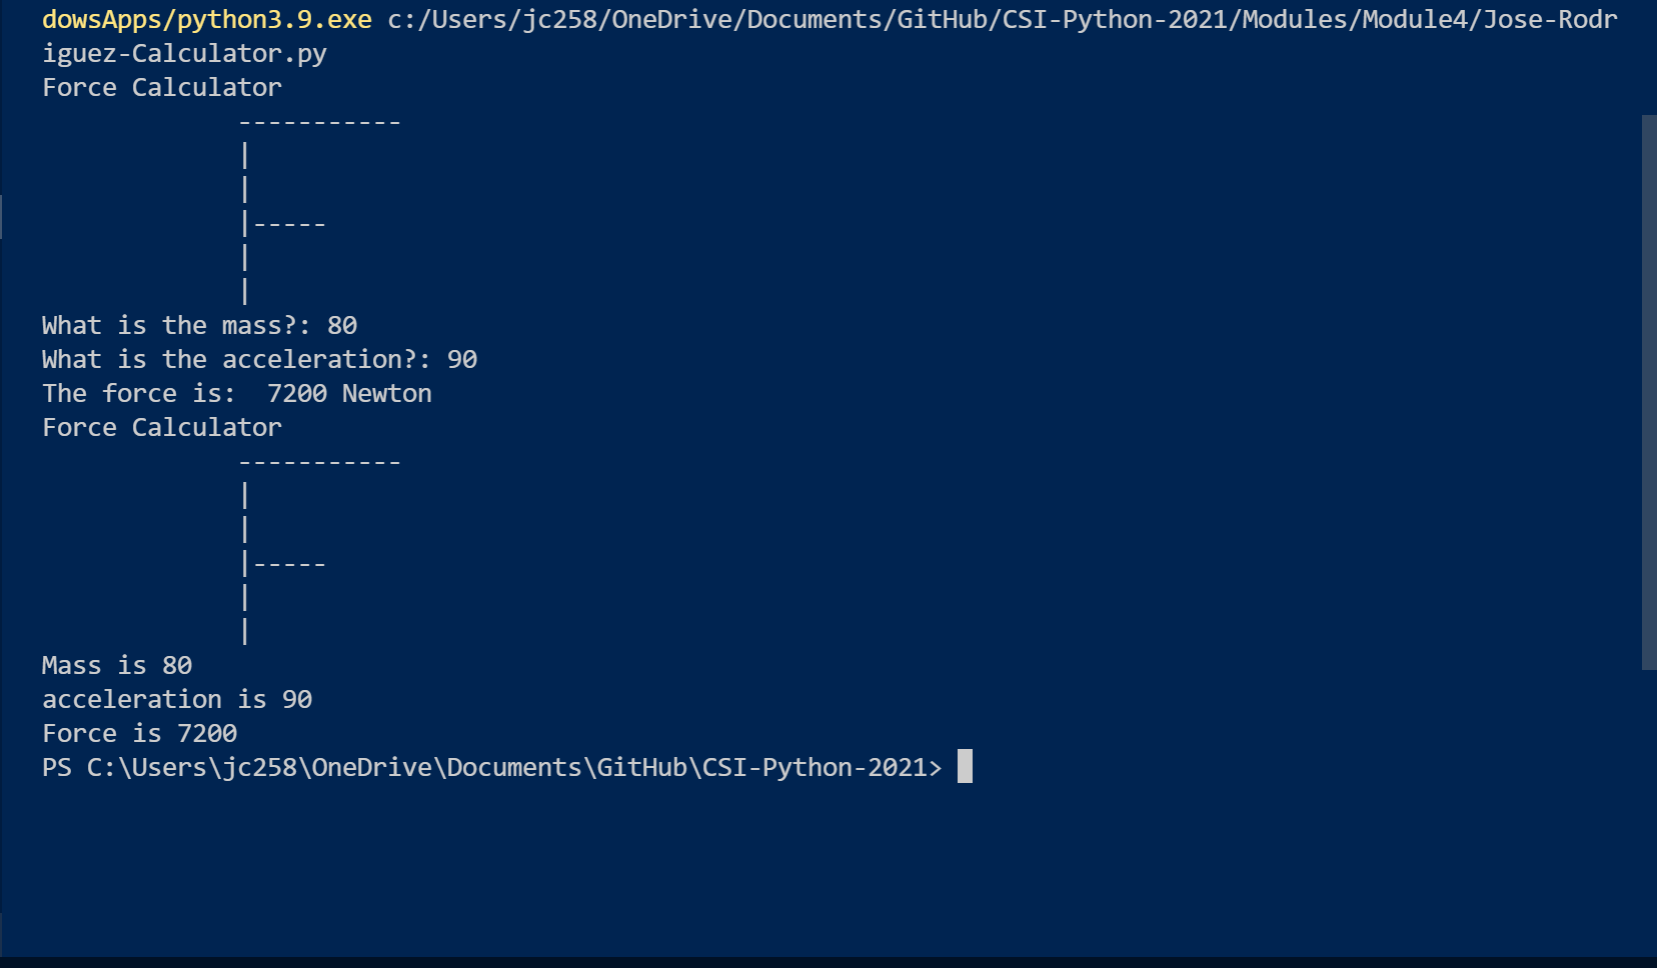 dowsApps/python3.9.exe c:/Users/jc258/OneDrive/Documents/GitHub/CSI-Python-2021/Modules/Module4/Jose-Rodr
iguez-Calculator.py
Force Calculator
             -----------
             |
             |
             |-----
             |
             |
What is the mass?: 80
What is the acceleration?: 90
The force is:  7200 Newton
Force Calculator
             -----------
             |
             |
             |-----
             |
             |
Mass is 80
acceleration is 90
Force is 7200
PS C:\Users\jc258\OneDrive\Documents\GitHub\CSI-Python-2021>